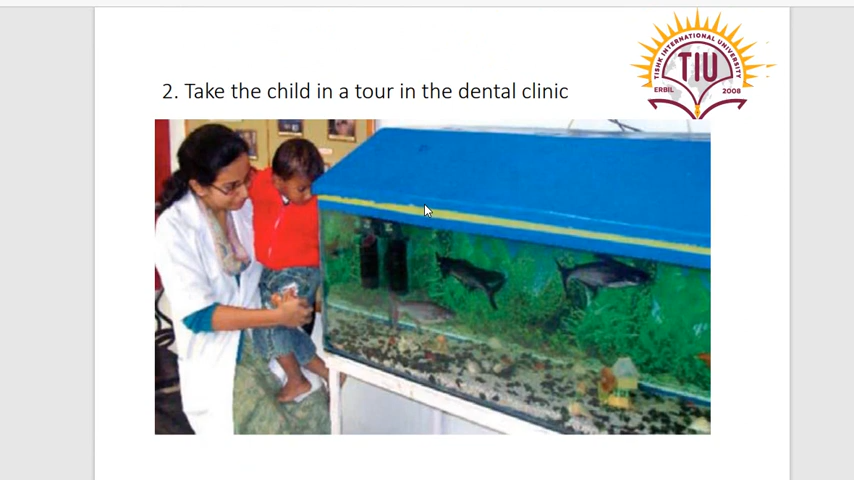 2. Take the child in a tour in the dental clinic
TISHK INTERNATIONAL UNIVERSITY
TIU
ERBIL
2008